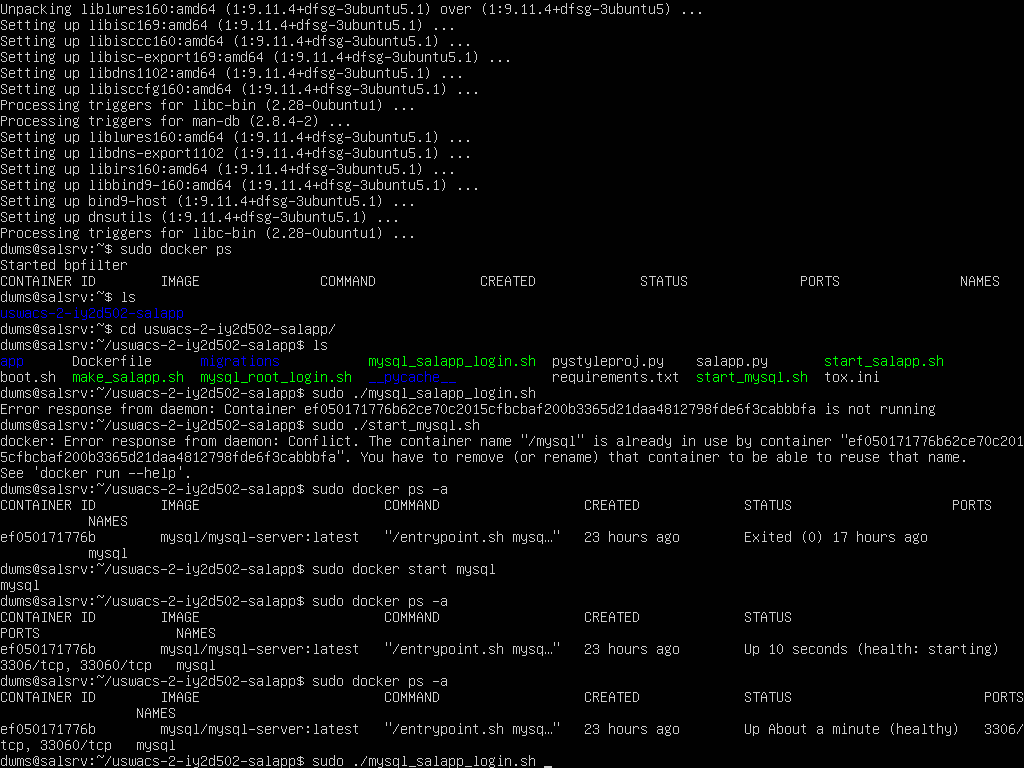 Unpacking liblwres160:amd64 (1:9.11.4+dfsg-3ubuntu5.1) over (1:9.11.4+dfsg-3ubuntu5) ...
Setting up libisc169:amd64 (1:9.11.4+dfsg-3ubuntu5.1) ...
Setting up libisccc160:amd64 (1:9.11.4+dfsg-3ubuntu5.1) ...
Setting up libisc-export169:amd64 (1:9.11.4+dfsg-3ubuntu5.1) ...
Setting up libdns1102:amd64 (1:9.11.4+dfsg-3ubuntu5.1) ...
Setting up libisccfg160:amd64 (1:9.11.4+dfsg-3ubuntu5.1) ...
Processing triggers for libc-bin (2.28-0ubuntu1) ...
Processing triggers for man-db (2.8.4-2) ...
Setting up liblwres160:amd64 (1:9.11.4+dfsg-3ubuntu5.1) ...
Setting up libdns-export1102 (1:9.11.4+dfsg-3ubuntu5.1) ...
Setting up libirs160:amd64 (1:9.11.4+dfsg-3ubuntu5.1) ...
Setting up libbind9-160:amd64 (1:9.11.4+dfsg-3ubuntu5.1) ...
Setting up bind9-host (1:9.11.4+dfsg-3ubuntu5.1) ...
Setting up dnsutils (1:9.11.4+dfsg-3ubuntu5.1) ...
Processing triggers for libc-bin (2.28-0ubuntu1) ...
dwms@salsrv:~$ sudo docker ps
Started bpfilter
CONTAINER ID        IMAGE               COMMAND             CREATED             STATUS              PORTS               NAMES
dwms@salsrv:~$ ls
uswacs-2-iy2d502-salapp
dwms@salsrv:~$ cd uswacs-2-iy2d502-salapp/
dwms@salsrv:~/uswacs-2-iy2d502-salapp$ ls
app      Dockerfile      migrations           mysql_salapp_login.sh  pystyleproj.py    salapp.py       start_salapp.sh
boot.sh  make_salapp.sh  mysql_root_login.sh  __pycache__            requirements.txt  start_mysql.sh  tox.ini
dwms@salsrv:~/uswacs-2-iy2d502-salapp$ sudo ./mysql_salapp_login.sh
Error response from daemon: Container ef050171776b62ce70c2015cfbcbaf200b3365d21daa4812798fde6f3cabbbfa is not running
dwms@salsrv:~/uswacs-2-iy2d502-salapp$ sudo ./start_mysql.sh
docker: Error response from daemon: Conflict. The container name "/mysql" is already in use by container "ef050171776b62ce70c201
5cfbcbaf200b3365d21daa4812798fde6f3cabbbfa". You have to remove (or rename) that container to be able to reuse that name.
See 'docker run --help'.
dwms@salsrv:~/uswacs-2-iy2d502-salapp$ sudo docker ps -a
CONTAINER ID        IMAGE                       COMMAND                  CREATED             STATUS                    PORTS
           NAMES
ef050171776b        mysql/mysql-server:latest   "/entrypoint.sh mysq…"   23 hours ago        Exited (0) 17 hours ago
           mysql
dwms@salsrv:~/uswacs-2-iy2d502-salapp$ sudo docker start mysql
mysql
dwms@salsrv:~/uswacs-2-iy2d502-salapp$ sudo docker ps -a
CONTAINER ID        IMAGE                       COMMAND                  CREATED             STATUS
PORTS                 NAMES
ef050171776b        mysql/mysql-server:latest   "/entrypoint.sh mysq…"   23 hours ago        Up 10 seconds (health: starting)
3306/tcp, 33060/tcp   mysql
dwms@salsrv:~/uswacs-2-iy2d502-salapp$ sudo docker ps -a
CONTAINER ID        IMAGE                       COMMAND                  CREATED             STATUS                        PORTS
                 NAMES
ef050171776b        mysql/mysql-server:latest   "/entrypoint.sh mysq…"   23 hours ago        Up About a minute (healthy)   3306/
tcp, 33060/tcp   mysql
dwms@salsrv:~/uswacs-2-iy2d502-salapp$ sudo ./mysql_salapp_login.sh _